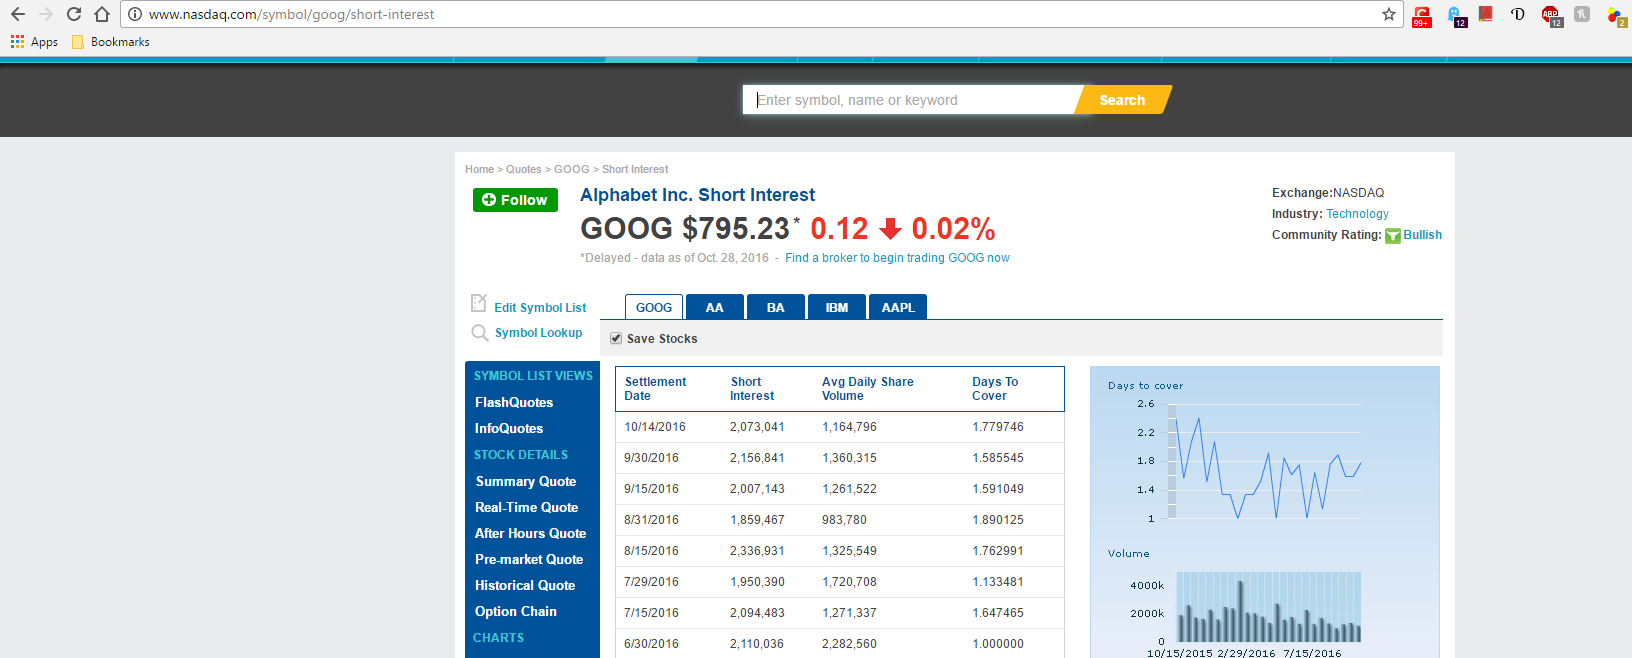 www.nasdaq.com/symbol/goog/short-interest
99+ 12 D ABP 12 2
Apps Bookmarks
Enter symbol, name or keyword Search
Home > Quotes > GOOG > Short Interest
Follow
Alphabet Inc. Short Interest
GOOG $795.23* 0.12 0.02%
*Delayed - data as of Oct. 28, 2016 - Find a broker to begin trading GOOG now
Exchange:NASDAQ
Industry: Technology
Community Rating: Bullish
Edit Symbol List
Symbol Lookup
GOOG AA BA IBM AAPL
Save Stocks
SYMBOL LIST VIEWS
FlashQuotes
InfoQuotes
STOCK DETAILS
Summary Quote
Real-Time Quote
After Hours Quote
Pre-market Quote
Historical Quote
Option Chain
CHARTS
Settlement Date Short Interest Avg Daily Share Volume Days To Cover
10/14/2016 2,073,041 1,164,796 1.779746
9/30/2016 2,156,841 1,360,315 1.585545
9/15/2016 2,007,143 1,261,522 1.591049
8/31/2016 1,859,467 983,780 1.890125
8/15/2016 2,336,931 1,325,549 1.762991
7/29/2016 1,950,390 1,720,708 1.133481
7/15/2016 2,094,483 1,271,337 1.647465
6/30/2016 2,110,036 2,282,560 1.000000
Days to cover
2.6
2.2
1.8
1.4
1
Volume
4000k
2000k
0
10/15/2015 2/29/2016 7/15/2016